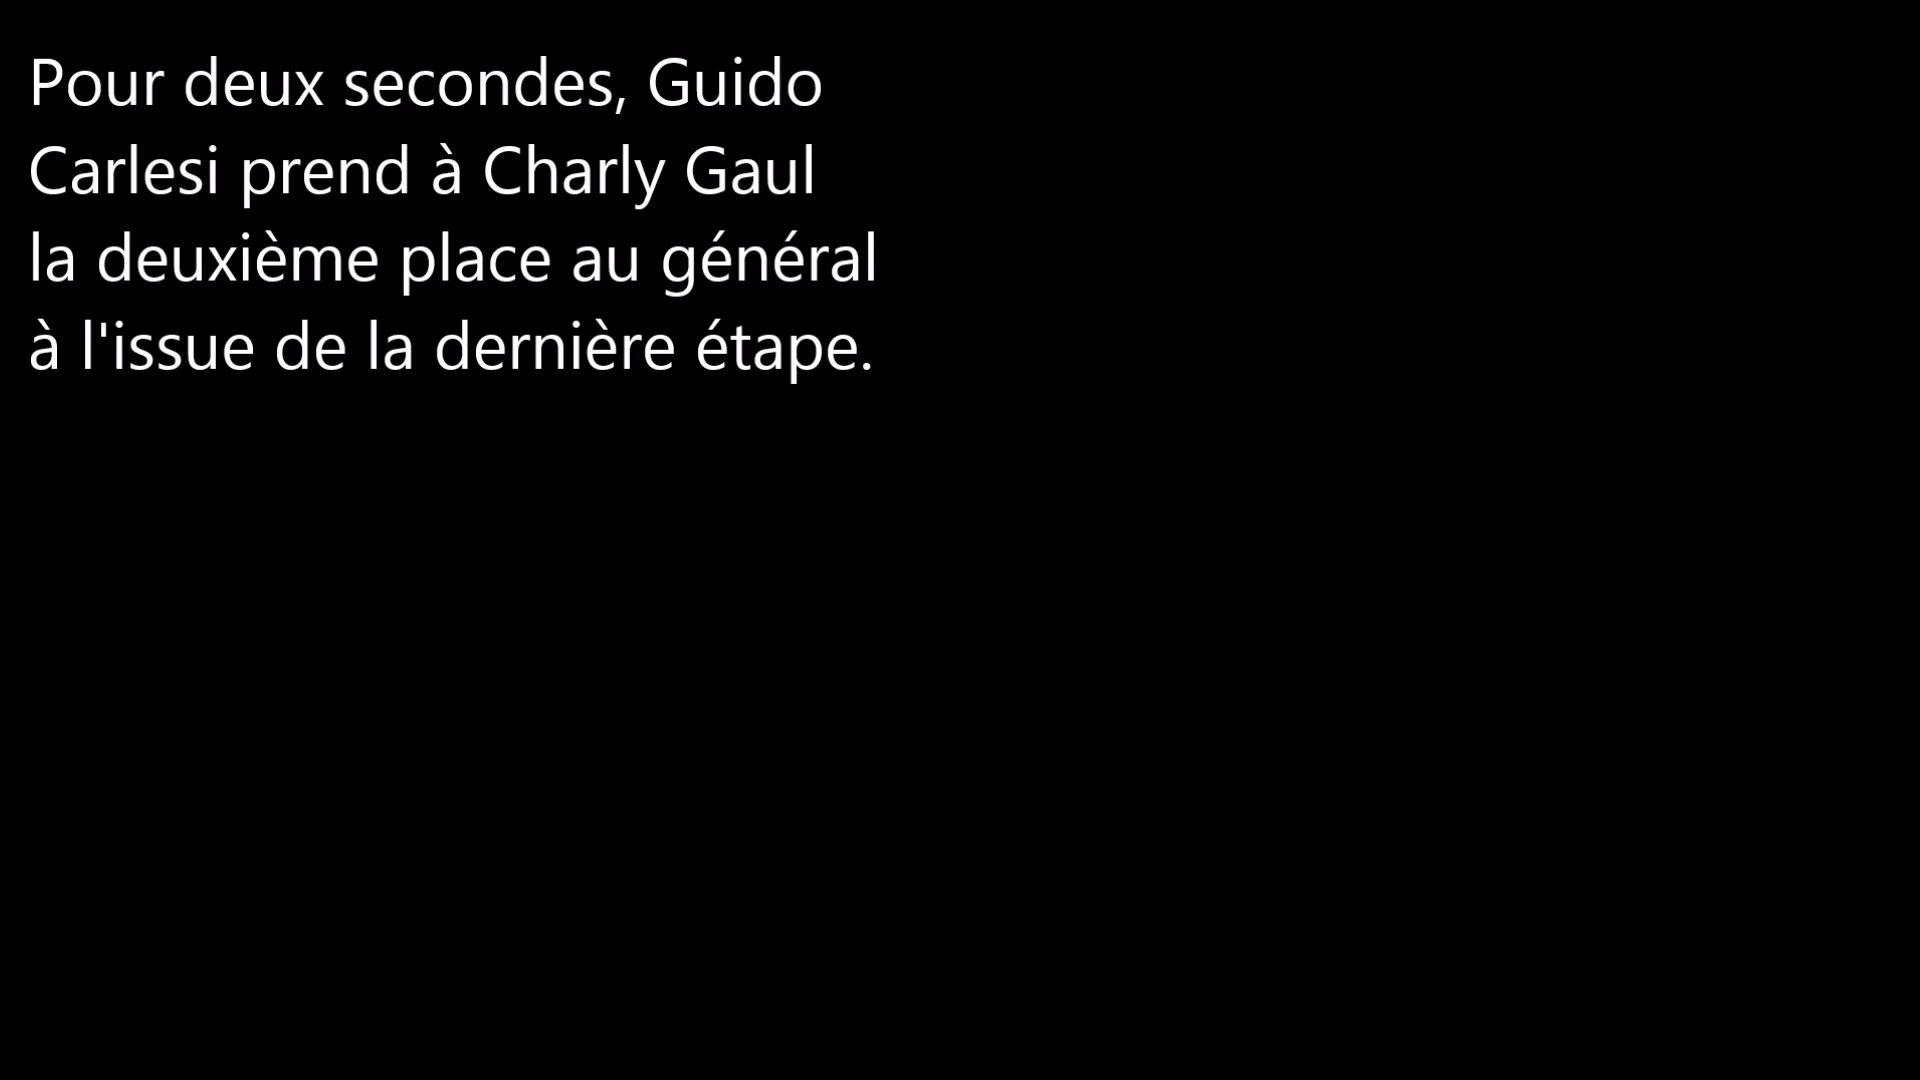 Pour deux secondes, Guido
Carlesi prend à Charly Gaul
la deuxième place au général
à l'issue de la dernière étape.